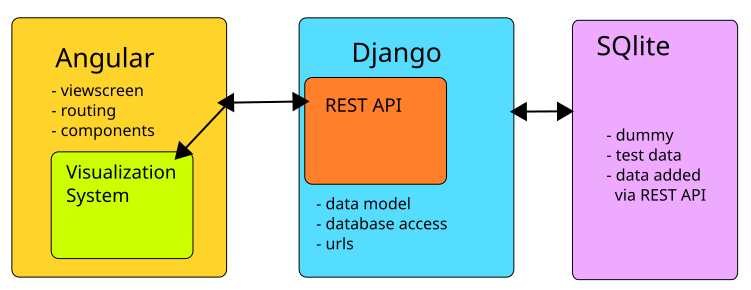 Angular
- viewscreen
- routing
- components
Visualization
System
Django
REST API
- data model
- database access
- urls
SQlite
- dummy
- test data
- data added
via REST API